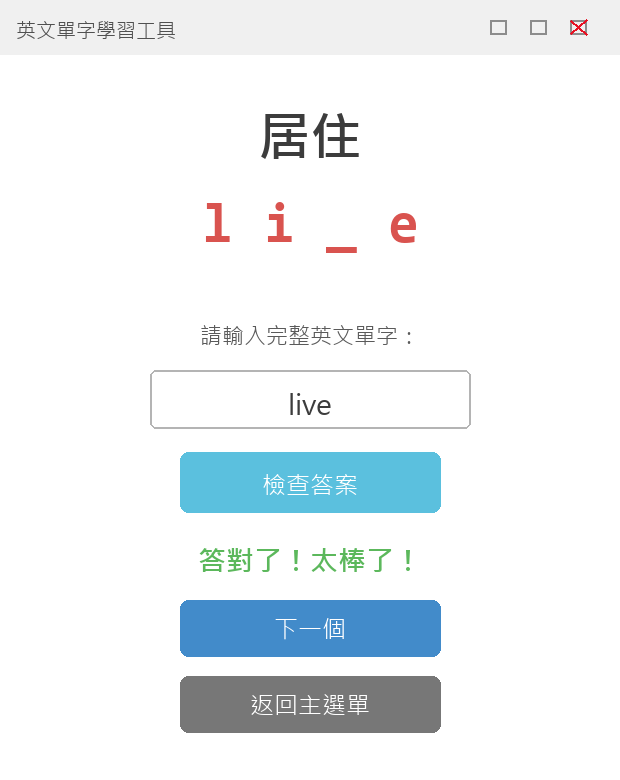 英文單字學習工具
居住
l i _ e
請輸入完整英文單字：
live
檢查答案
答對了！太棒了！
下一個
返回主選單